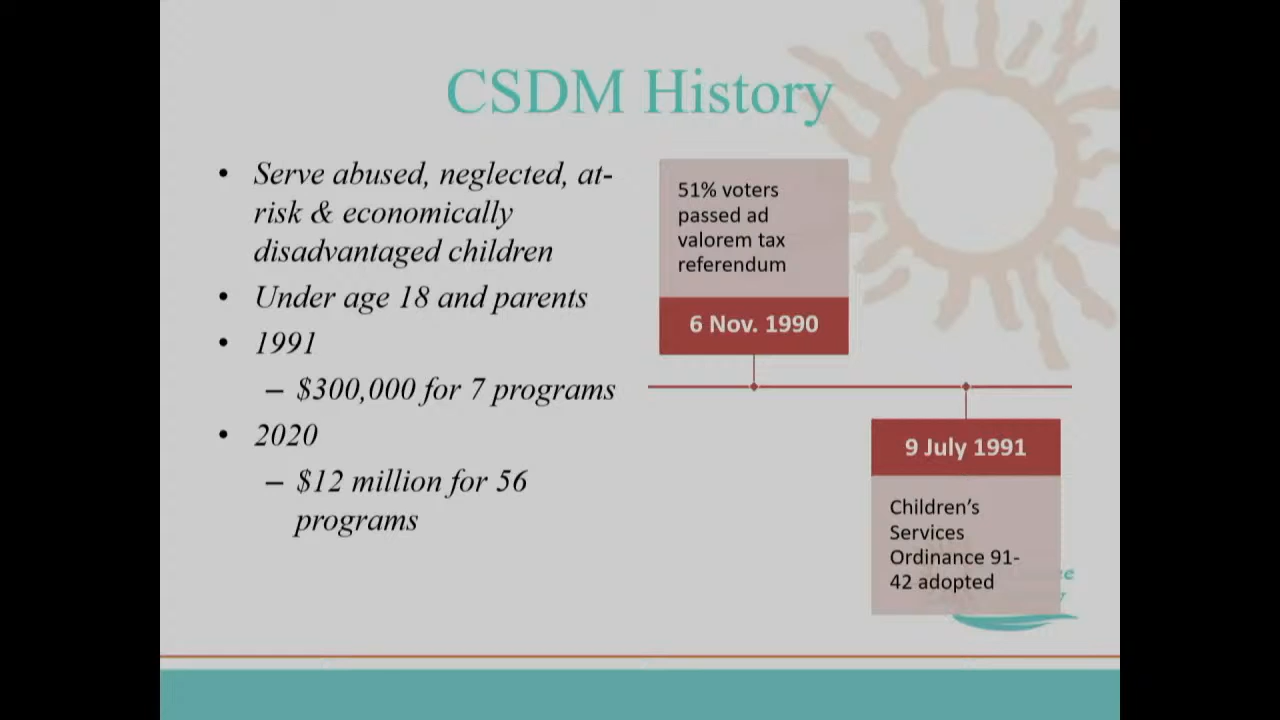 CSDM History
• Serve abused, neglected, at-
risk & economically
disadvantaged children
• Under age 18 and parents
• 1991
– $300,000 for 7 programs
• 2020
– $12 million for 56
programs
51% voters
passed ad
valorem tax
referendum
6 Nov. 1990
9 July 1991
Children’s
Services
Ordinance 91-
42 adopted